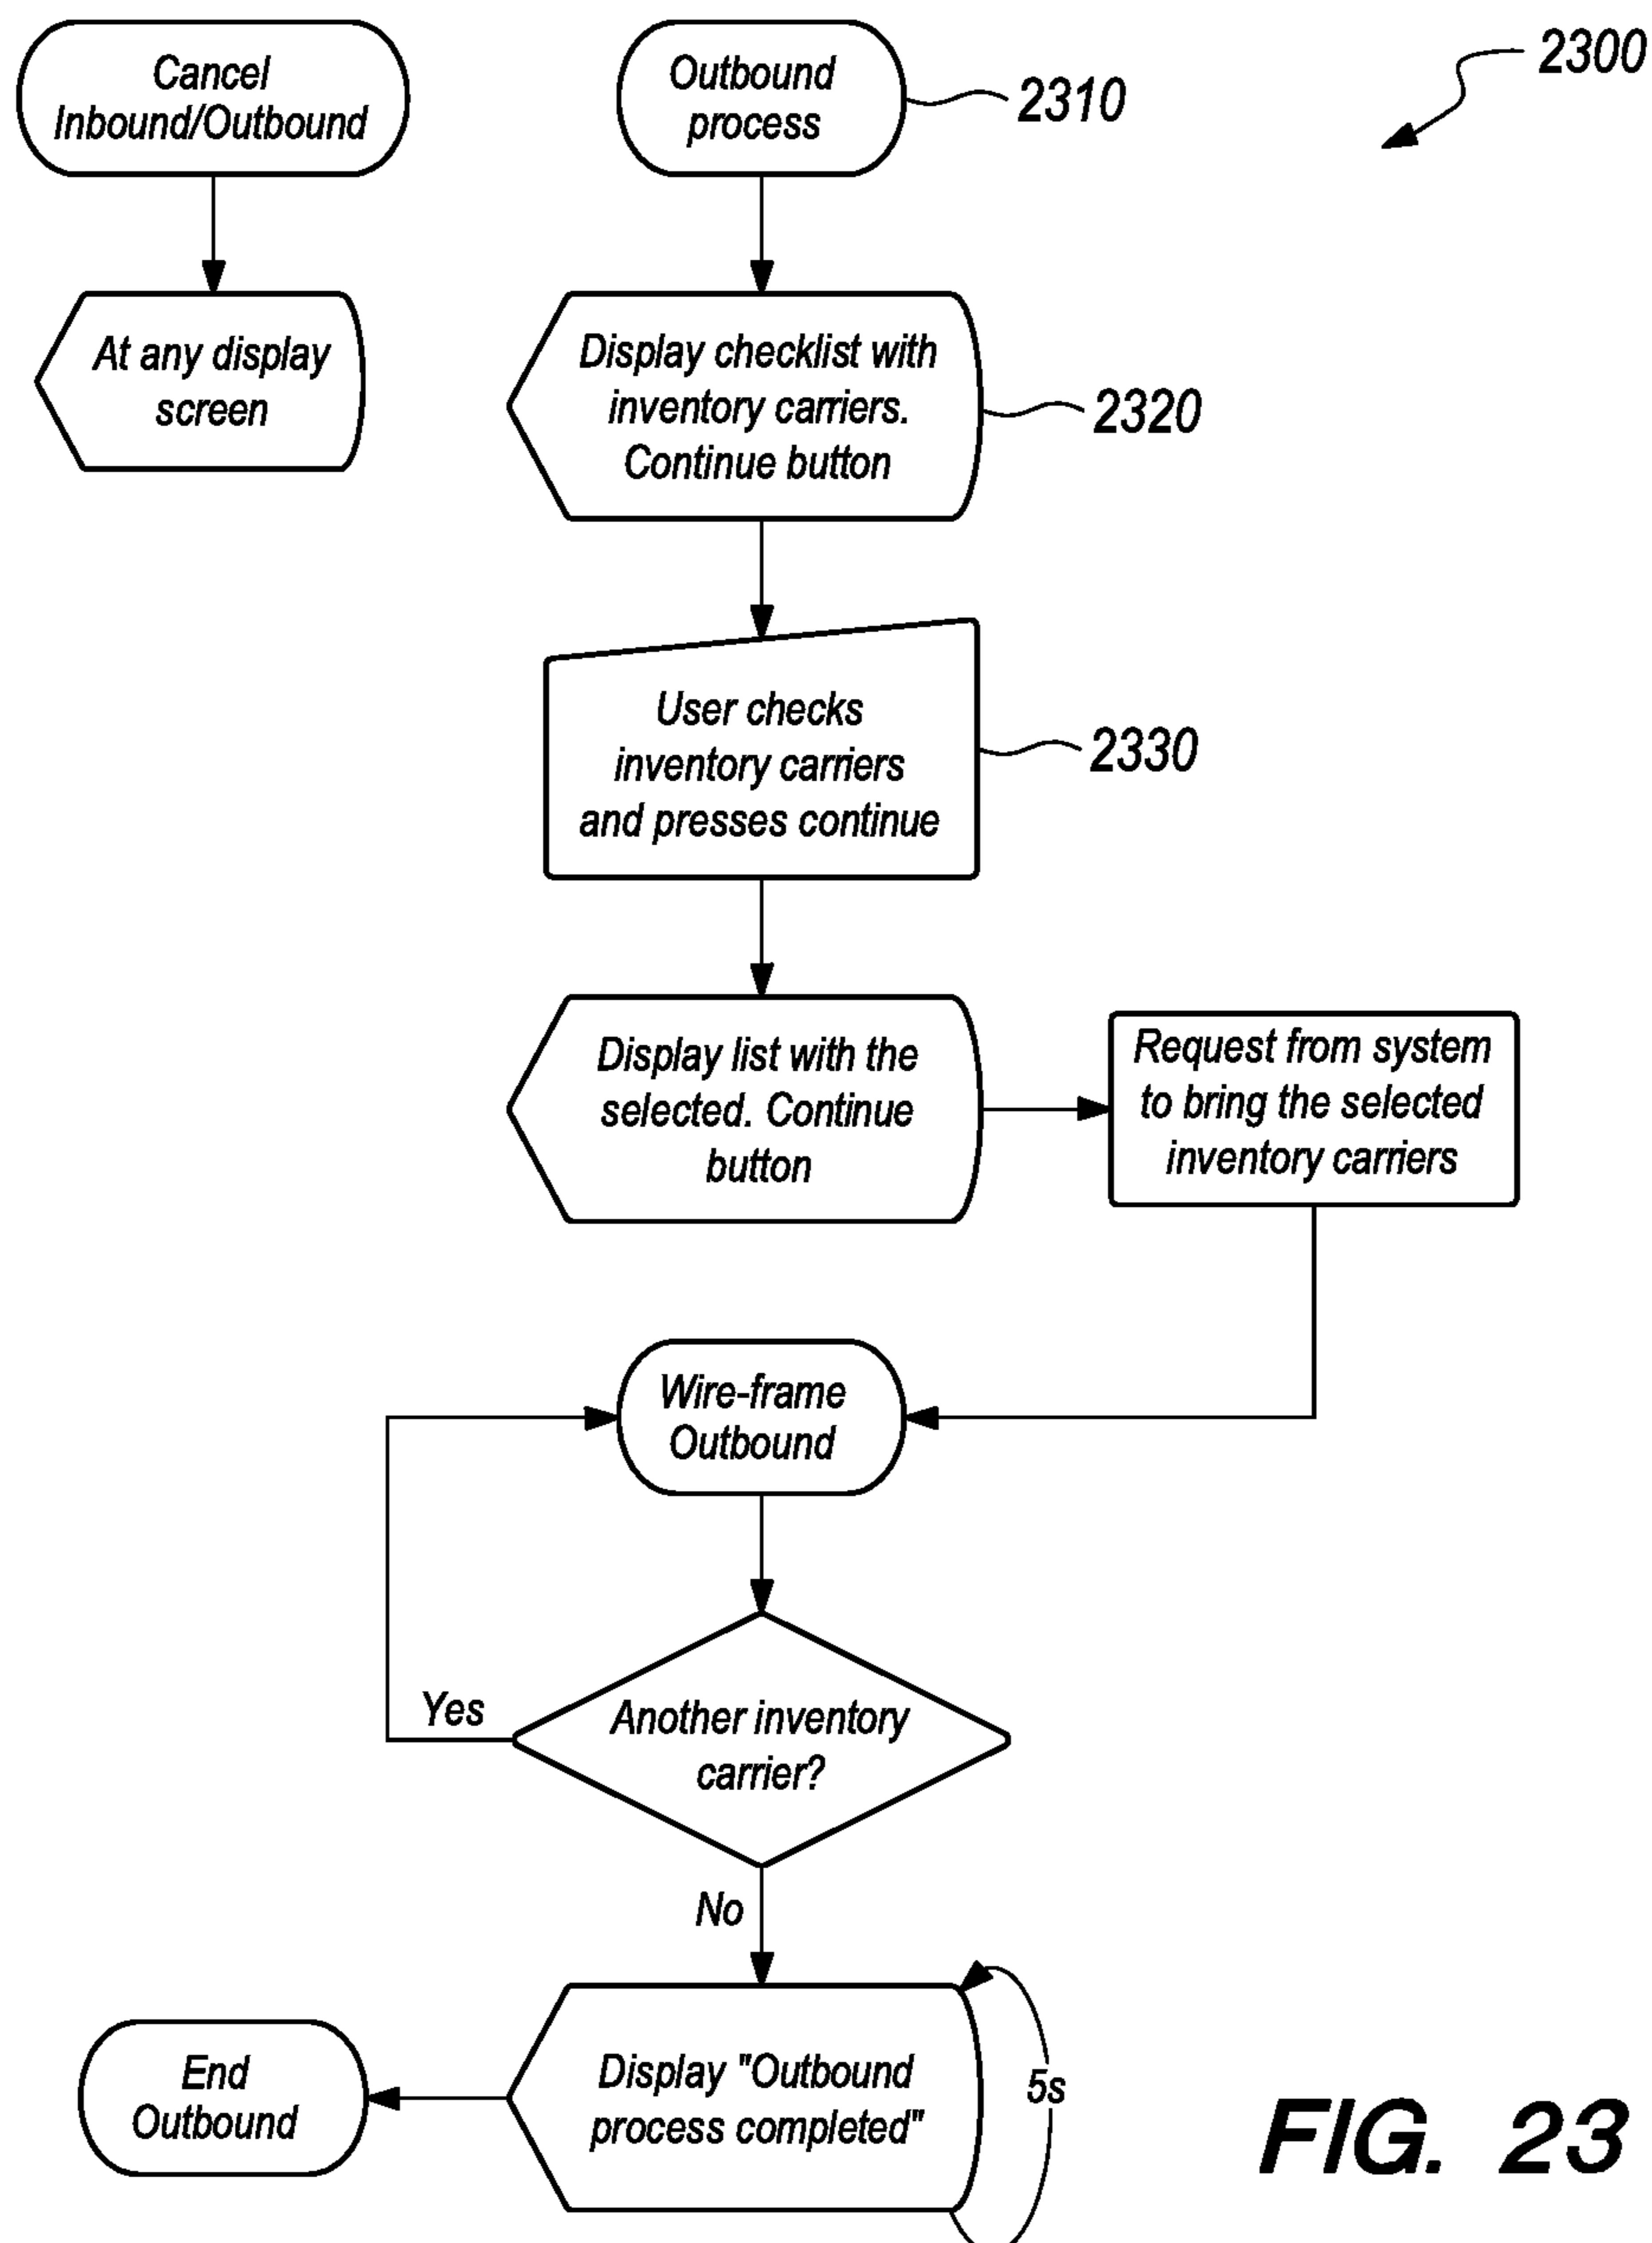 Cancel
Inbound/Outbound
Outbound
process
2310
2300
At any display
screen
Display checklist with
inventory carriers.
Continue button
2320
User checks
inventory carriers
and presses continue
2330
Display list with the
selected. Continue
button
Request from system
to bring the selected
inventory carriers
Wire-frame
Outbound
Yes
Another inventory
carrier?
No
End
Outbound
Display "Outbound
process completed"
5s
FIG. 23